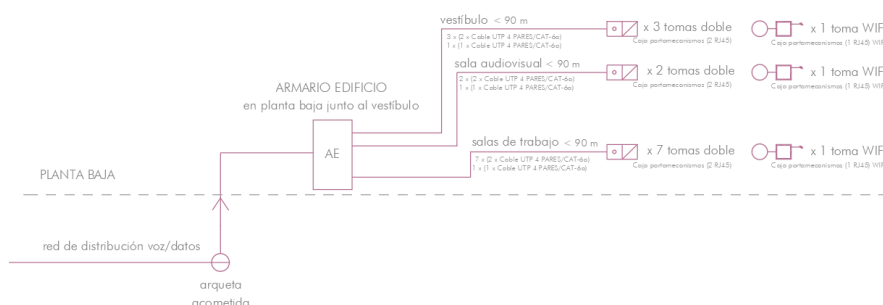 vestíbulo < 90 m
3 x (2 x Cable UTP 4 PARES/CAT-6a)
1 x (1 x Cable UTP 4 PARES/CAT-6a)
x 3 tomas doble
Caja portamecanismos (2 RJ45)
x 1 toma WIF
Caja portamecanismos (1 RJ45) WIF
sala audiovisual < 90 m
2 x (2 x Cable UTP 4 PARES/CAT-6a)
1 x (1 x Cable UTP 4 PARES/CAT-6a)
x 2 tomas doble
Caja portamecanismos (2 RJ45)
x 1 toma WIF
Caja portamecanismos (1 RJ45) WIF
ARMARIO EDIFICIO
en planta baja junto al vestíbulo
AE
salas de trabajo < 90 m
7 x (2 x Cable UTP 4 PARES/CAT-6a)
1 x (1 x Cable UTP 4 PARES/CAT-6a)
x 7 tomas doble
Caja portamecanismos (2 RJ45)
x 1 toma WIF
Caja portamecanismos (1 RJ45) WIF
PLANTA BAJA
red de distribución voz/datos
arqueta
acometida